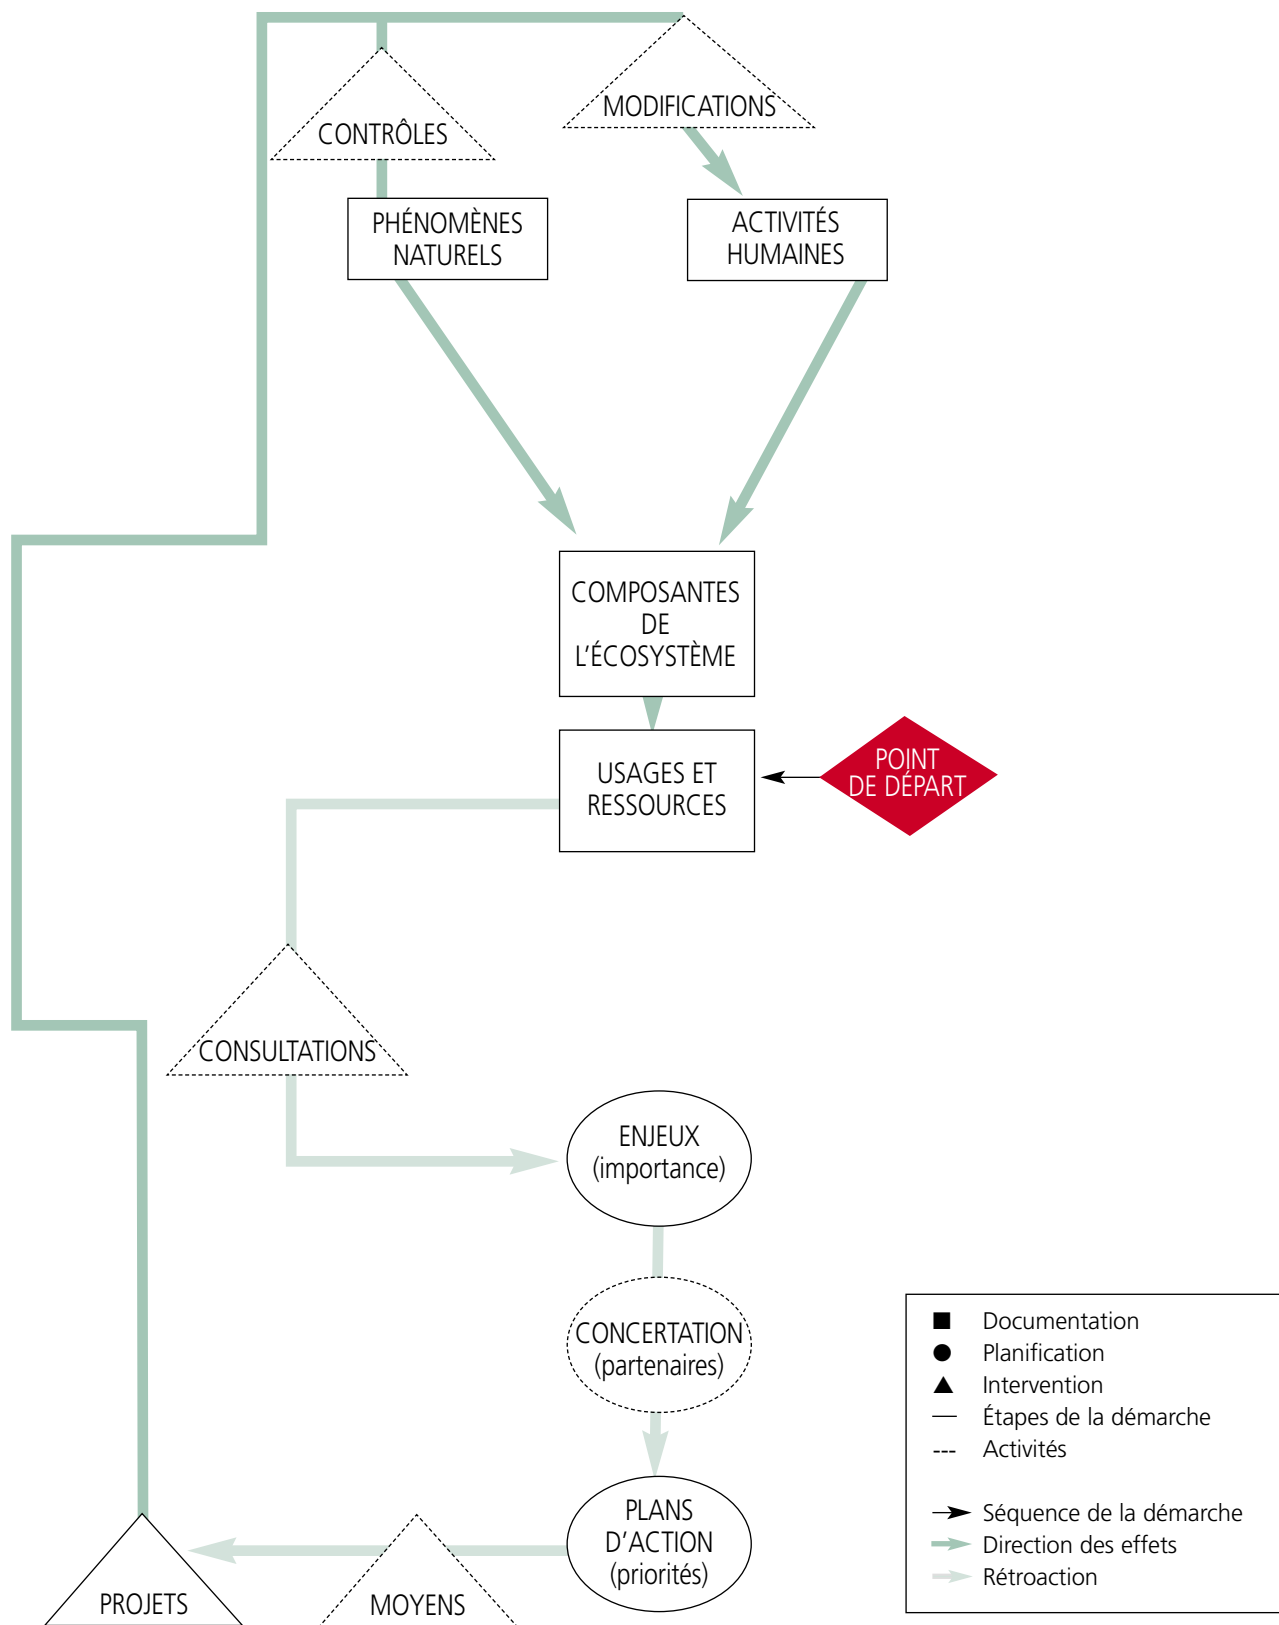 MODIFICATIONS
CONTRÔLES
PHÉNOMÈNES
NATURELS
ACTIVITÉS
HUMAINES
COMPOSANTES
DE
L'ÉCOSYSTÈME
USAGES ET
RESSOURCES
POINT
DE DÉPART
CONSULTATIONS
ENJEUX
(importance)
CONCERTATION
(partenaires)
PLANS
D'ACTION
(priorités)
MOYENS
PROJETS
Documentation
Planification
Intervention
Étapes de la démarche
Activités
Séquence de la démarche
Direction des effets
Rétroaction